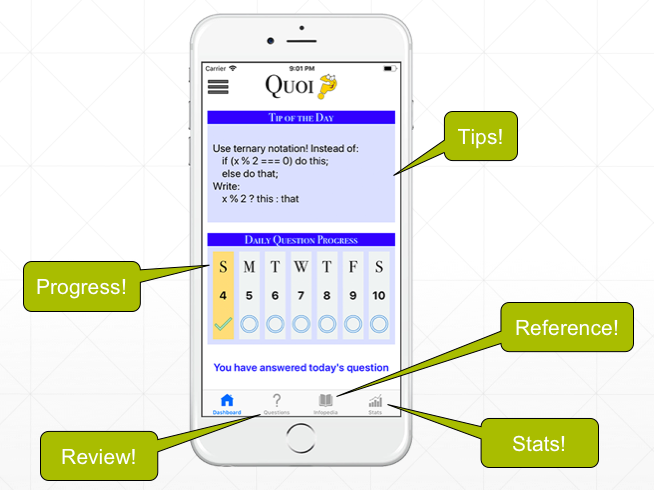 Carrier 9:01 PM
QUOI
TIP OF THE DAY
Use ternary notation! Instead of:
if (x % 2 === 0) do this;
else do that;
Write:
x % 2 ? this : that
Tips!
DAILY QUESTION PROGRESS
S M T W T F S
4 5 6 7 8 9 10
Progress!
Reference!
You have answered today's question
Dashboard Questions Infopedia Stats
Review!
Stats!